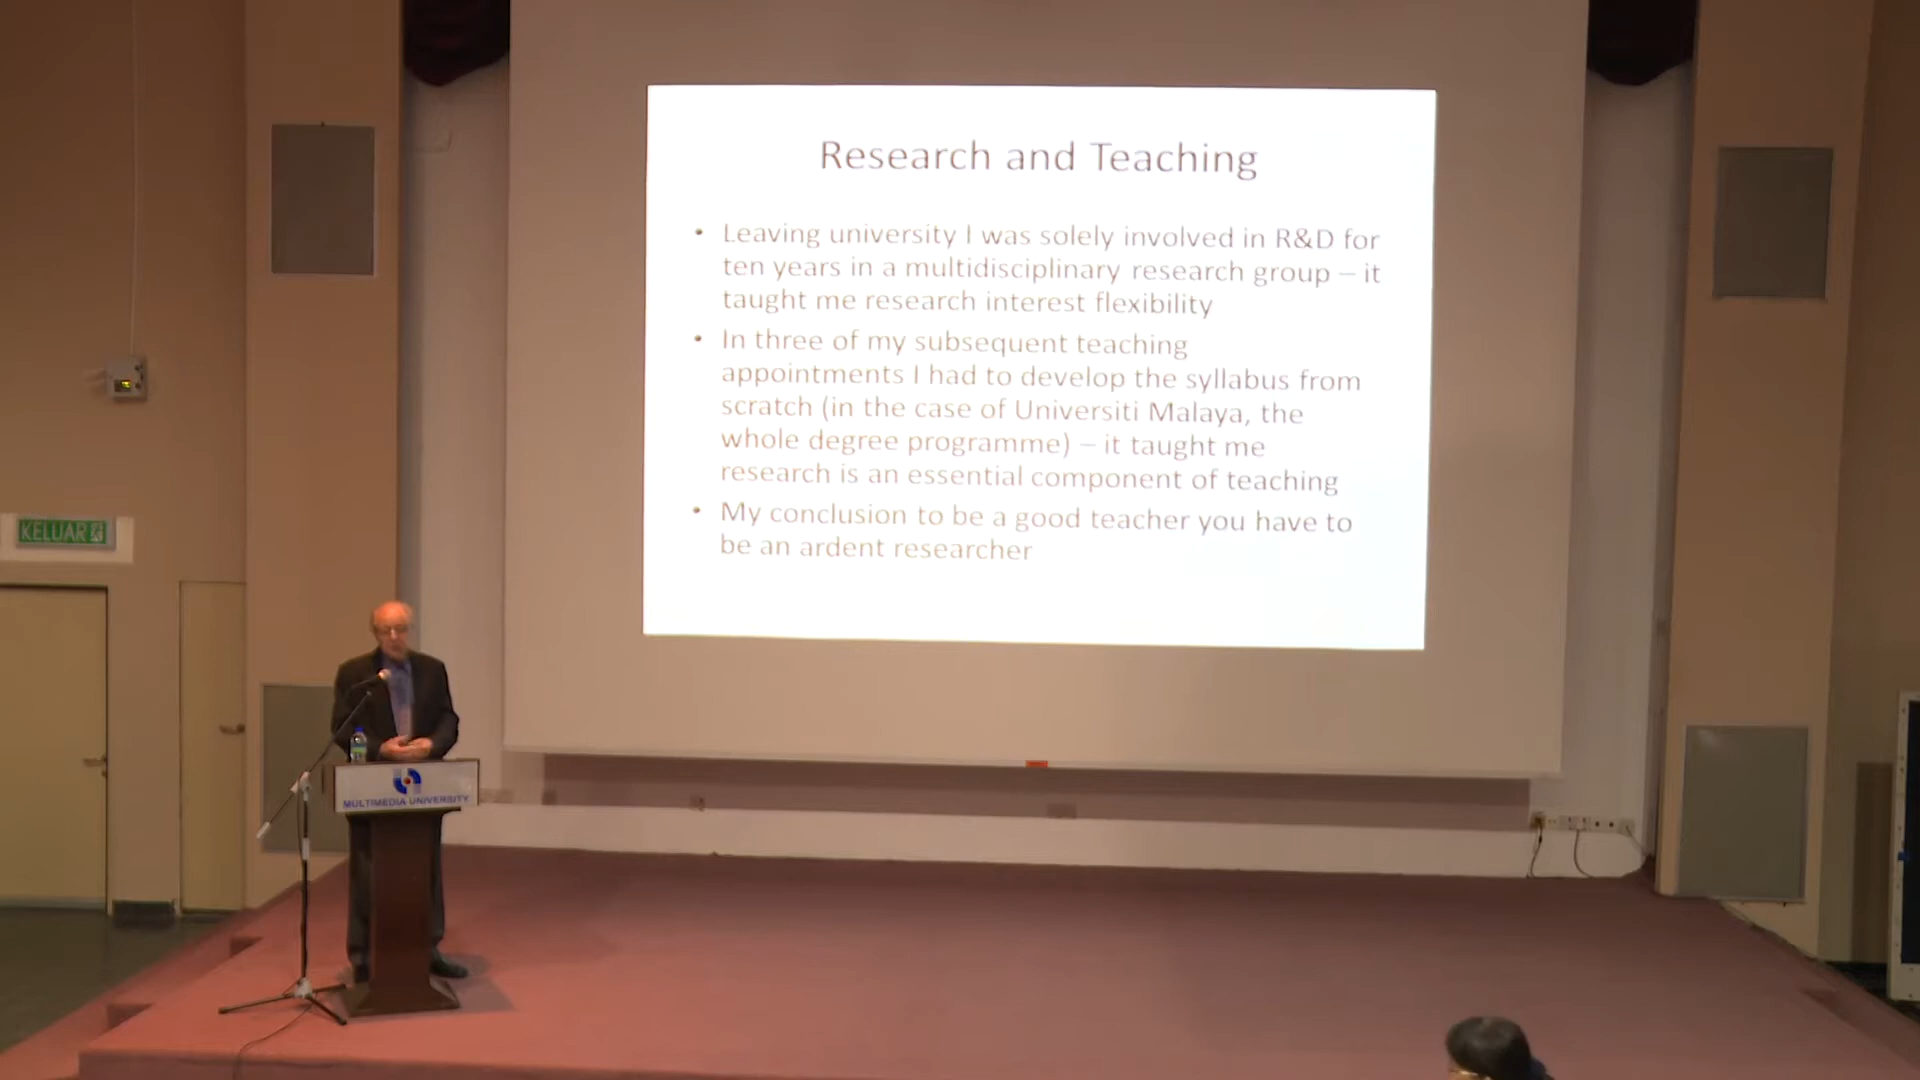 Research and Teaching
• Leaving university I was solely involved in R&D for
ten years in a multidisciplinary research group – it
taught me research interest flexibility
• In three of my subsequent teaching
appointments I had to develop the syllabus from
scratch (in the case of Universiti Malaya, the
whole degree programme) – it taught me
research is an essential component of teaching
• My conclusion to be a good teacher you have to
be an ardent researcher
KELUAR
MULTIMEDIA UNIVERSITY